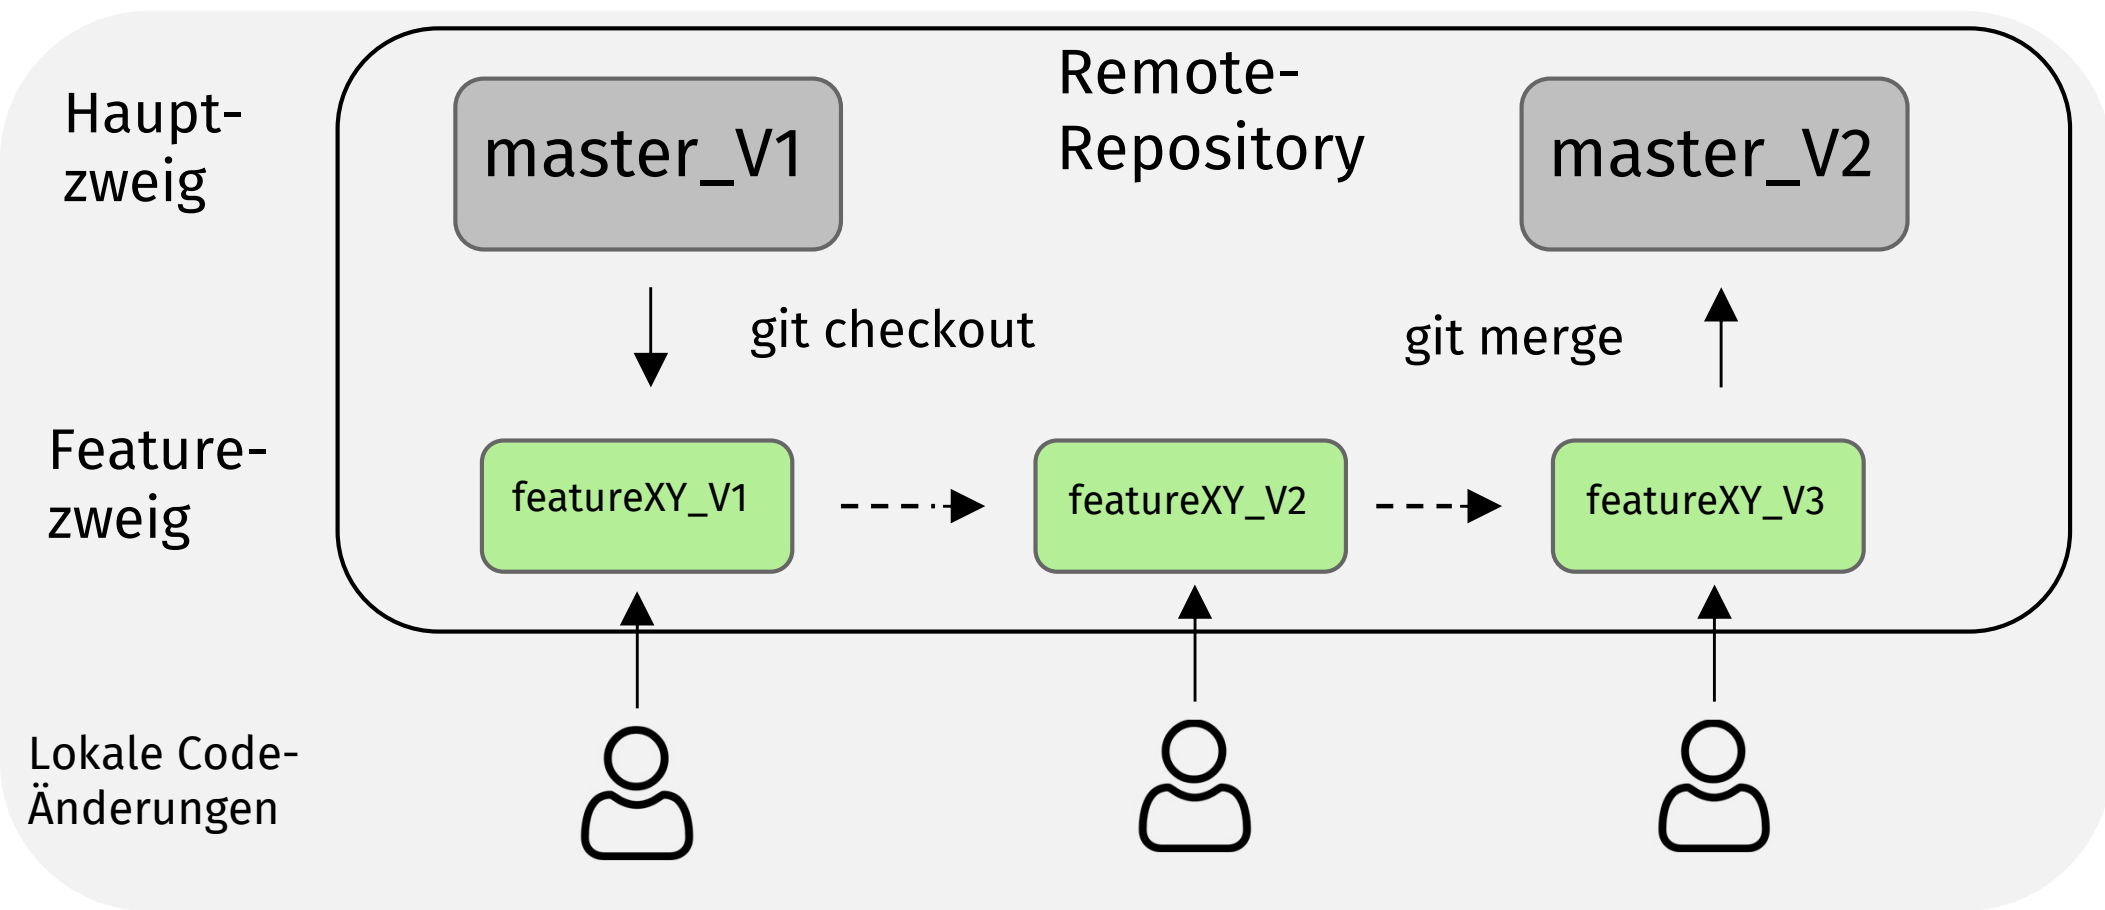 Haupt-
zweig
master_V1
Remote-
Repository
master_V2
git checkout
git merge
Feature-
zweig
featureXY_V1
featureXY_V2
featureXY_V3
Lokale Code-
Änderungen